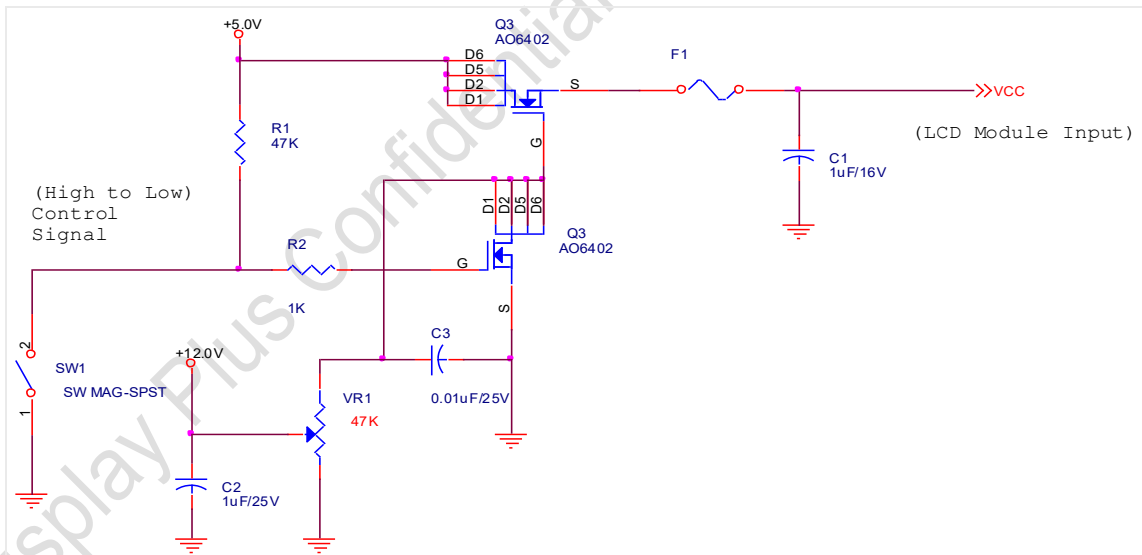 +5.0V
Q3
AO6402
D6
D5
D2
D1
S
G
F1
VCC
(LCD Module Input)
R1
47K
C1
1uF/16V
(High to Low)
Control
Signal
D1
D2
D5
D6
Q3
AO6402
R2
1K
G
S
2
SW1
SW MAG-SPST
1
+12.0V
C3
0.01uF/25V
VR1
47K
C2
1uF/25V
splay Plus Confidential